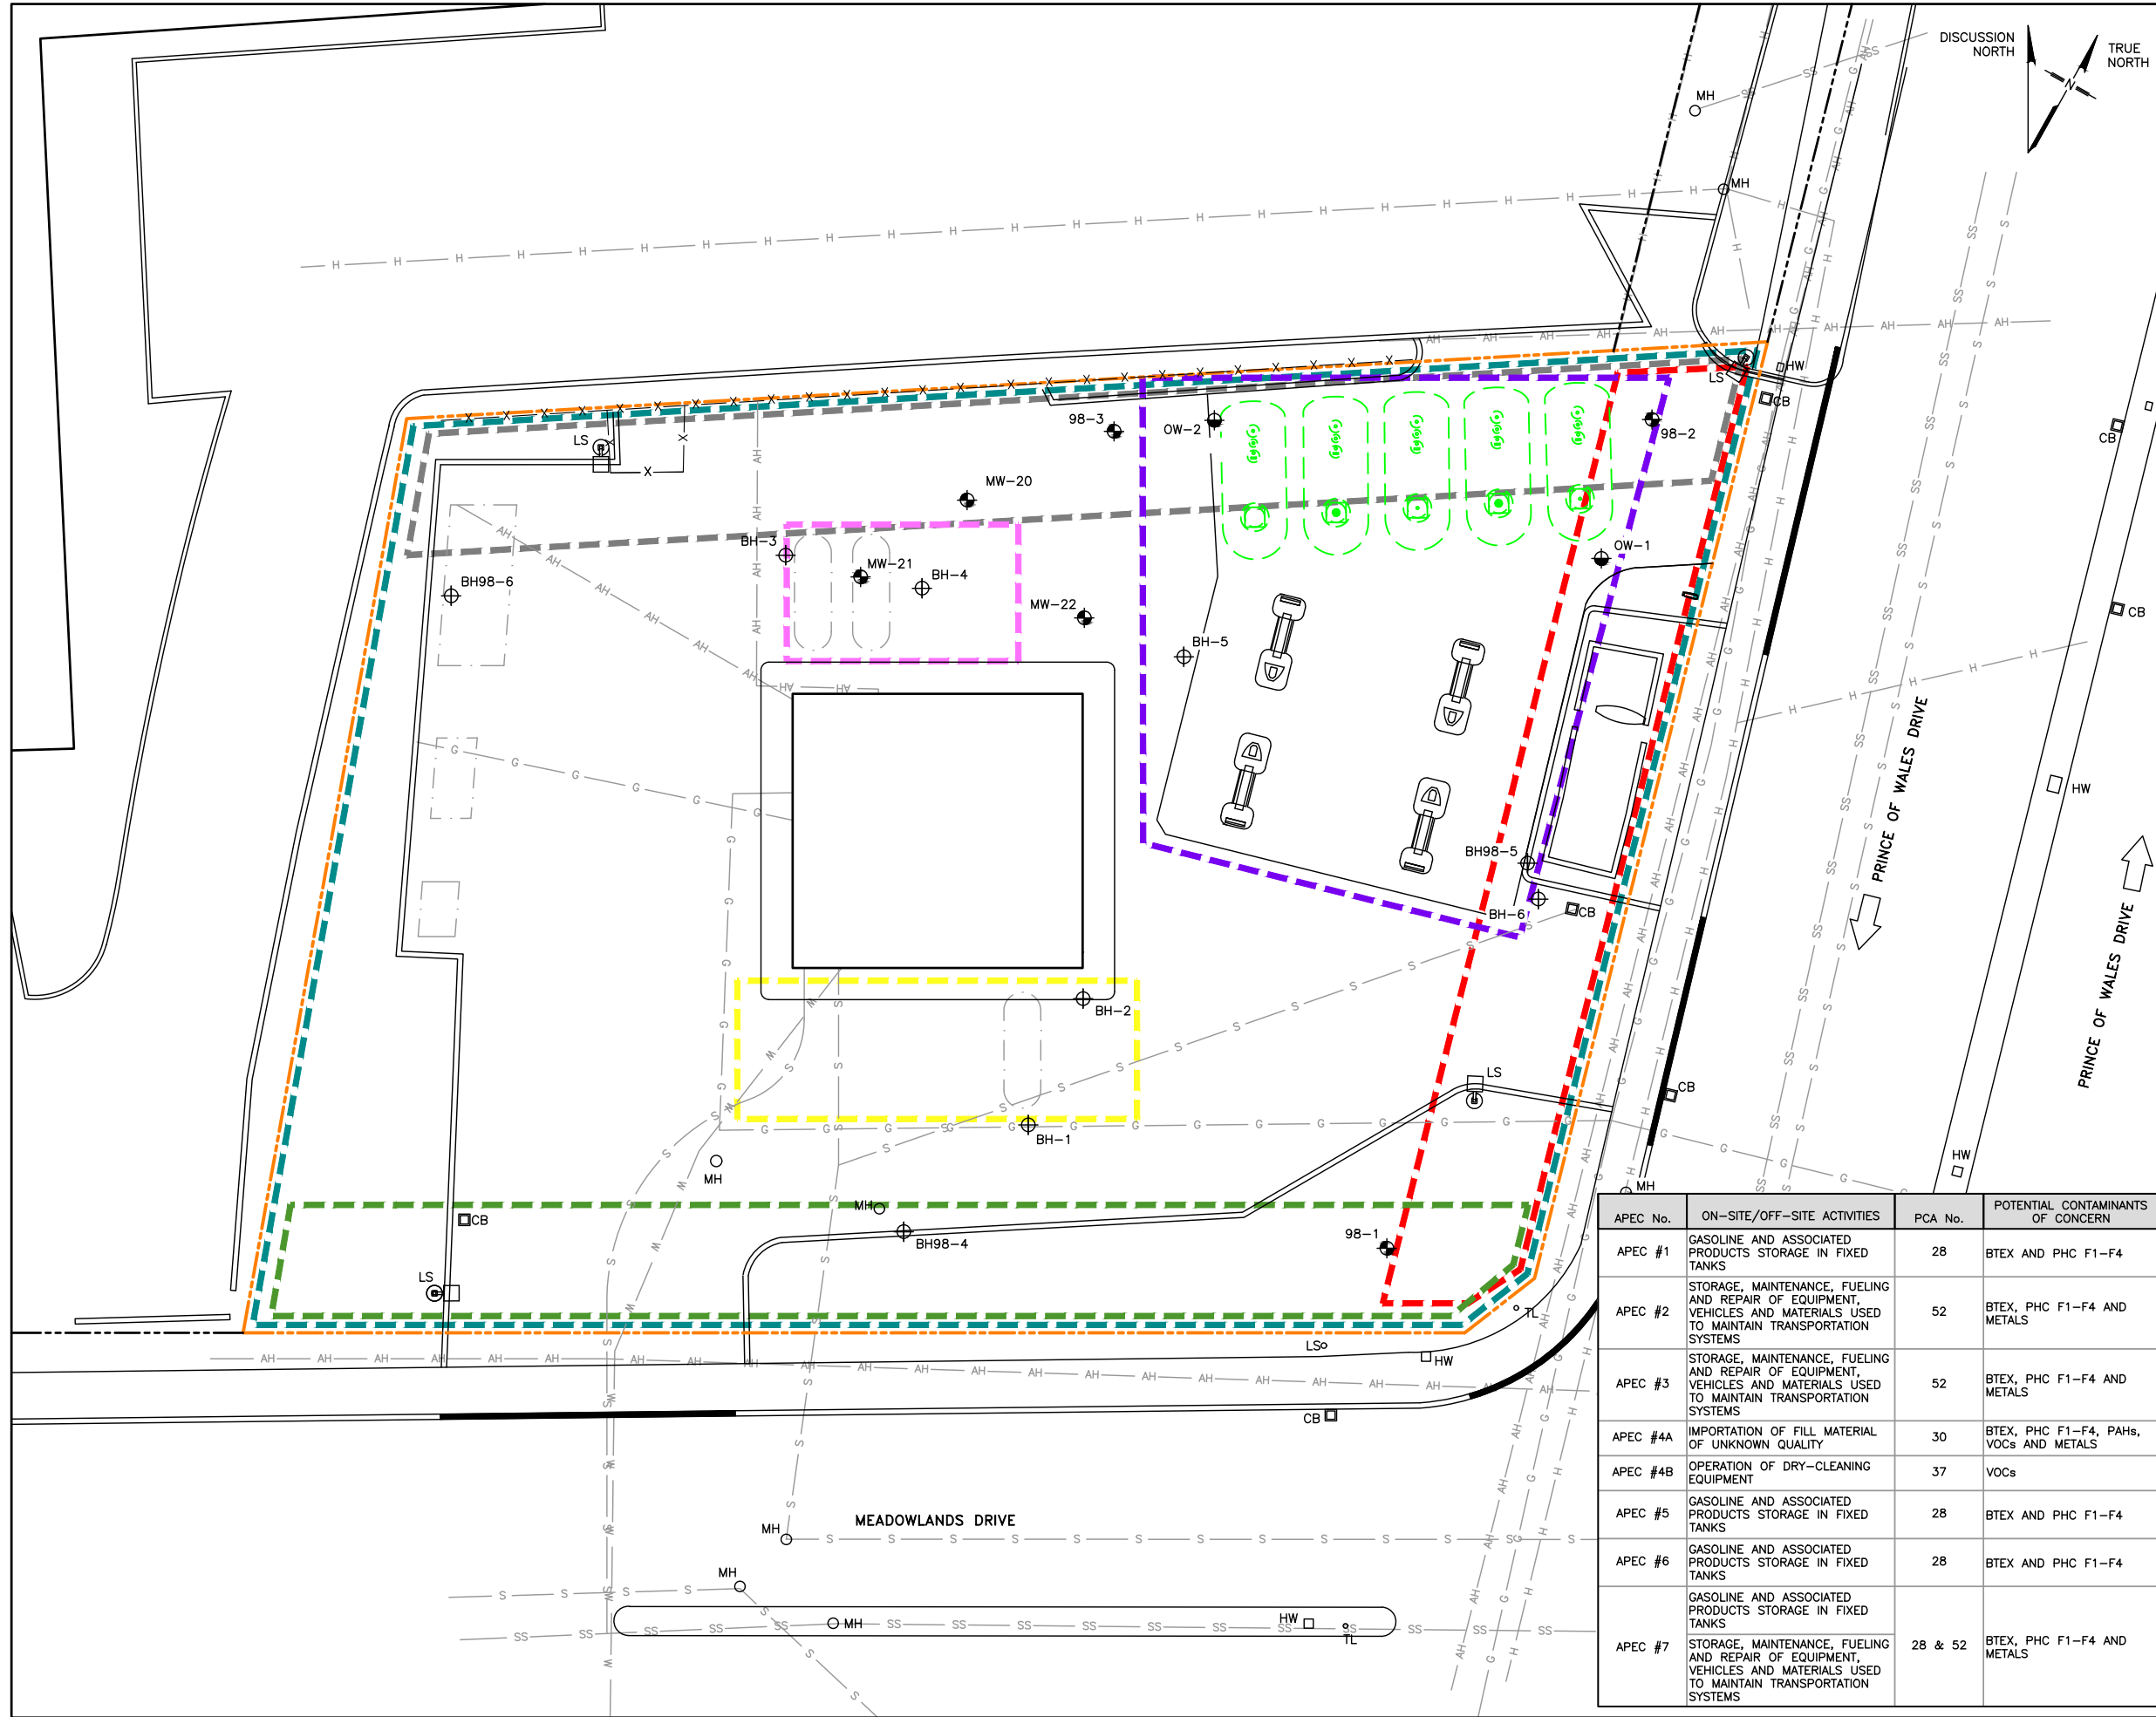 DISCUSSION
NORTH
TRUE
NORTH
N
MH
MH
LS
HW
CB
CB
CB
HW
LS
98-3
OW-2
98-2
MW-20
BH-3
MW-21
BH-4
BH98-6
MW-22
OW-1
BH-5
BH98-5
BH-6
CB
BH-2
BH-1
LS
CB
MH
MH
MH
CB
BH98-4
98-1
LS
TL
LS
HW
CB
HW
PRINCE OF WALES DRIVE
PRINCE OF WALES DRIVE
MEADOWLANDS DRIVE
MH
MH
MH
HW
TL
APEC No.
ON-SITE/OFF-SITE ACTIVITIES
PCA No.
POTENTIAL CONTAMINANTS
OF CONCERN
APEC #1
GASOLINE AND ASSOCIATED
PRODUCTS STORAGE IN FIXED
TANKS
28
BTEX AND PHC F1-F4
APEC #2
STORAGE, MAINTENANCE, FUELING
AND REPAIR OF EQUIPMENT,
VEHICLES AND MATERIALS USED
TO MAINTAIN TRANSPORTATION
SYSTEMS
52
BTEX, PHC F1-F4 AND
METALS
APEC #3
STORAGE, MAINTENANCE, FUELING
AND REPAIR OF EQUIPMENT,
VEHICLES AND MATERIALS USED
TO MAINTAIN TRANSPORTATION
SYSTEMS
52
BTEX, PHC F1-F4 AND
METALS
APEC #4A
IMPORTATION OF FILL MATERIAL
OF UNKNOWN QUALITY
30
BTEX, PHC F1-F4, PAHs,
VOCs AND METALS
APEC #4B
OPERATION OF DRY-CLEANING
EQUIPMENT
37
VOCs
APEC #5
GASOLINE AND ASSOCIATED
PRODUCTS STORAGE IN FIXED
TANKS
28
BTEX AND PHC F1-F4
APEC #6
GASOLINE AND ASSOCIATED
PRODUCTS STORAGE IN FIXED
TANKS
28
BTEX AND PHC F1-F4
APEC #7
GASOLINE AND ASSOCIATED
PRODUCTS STORAGE IN FIXED
TANKS
STORAGE, MAINTENANCE, FUELING
AND REPAIR OF EQUIPMENT,
VEHICLES AND MATERIALS USED
TO MAINTAIN TRANSPORTATION
SYSTEMS
28 & 52
BTEX, PHC F1-F4 AND
METALS